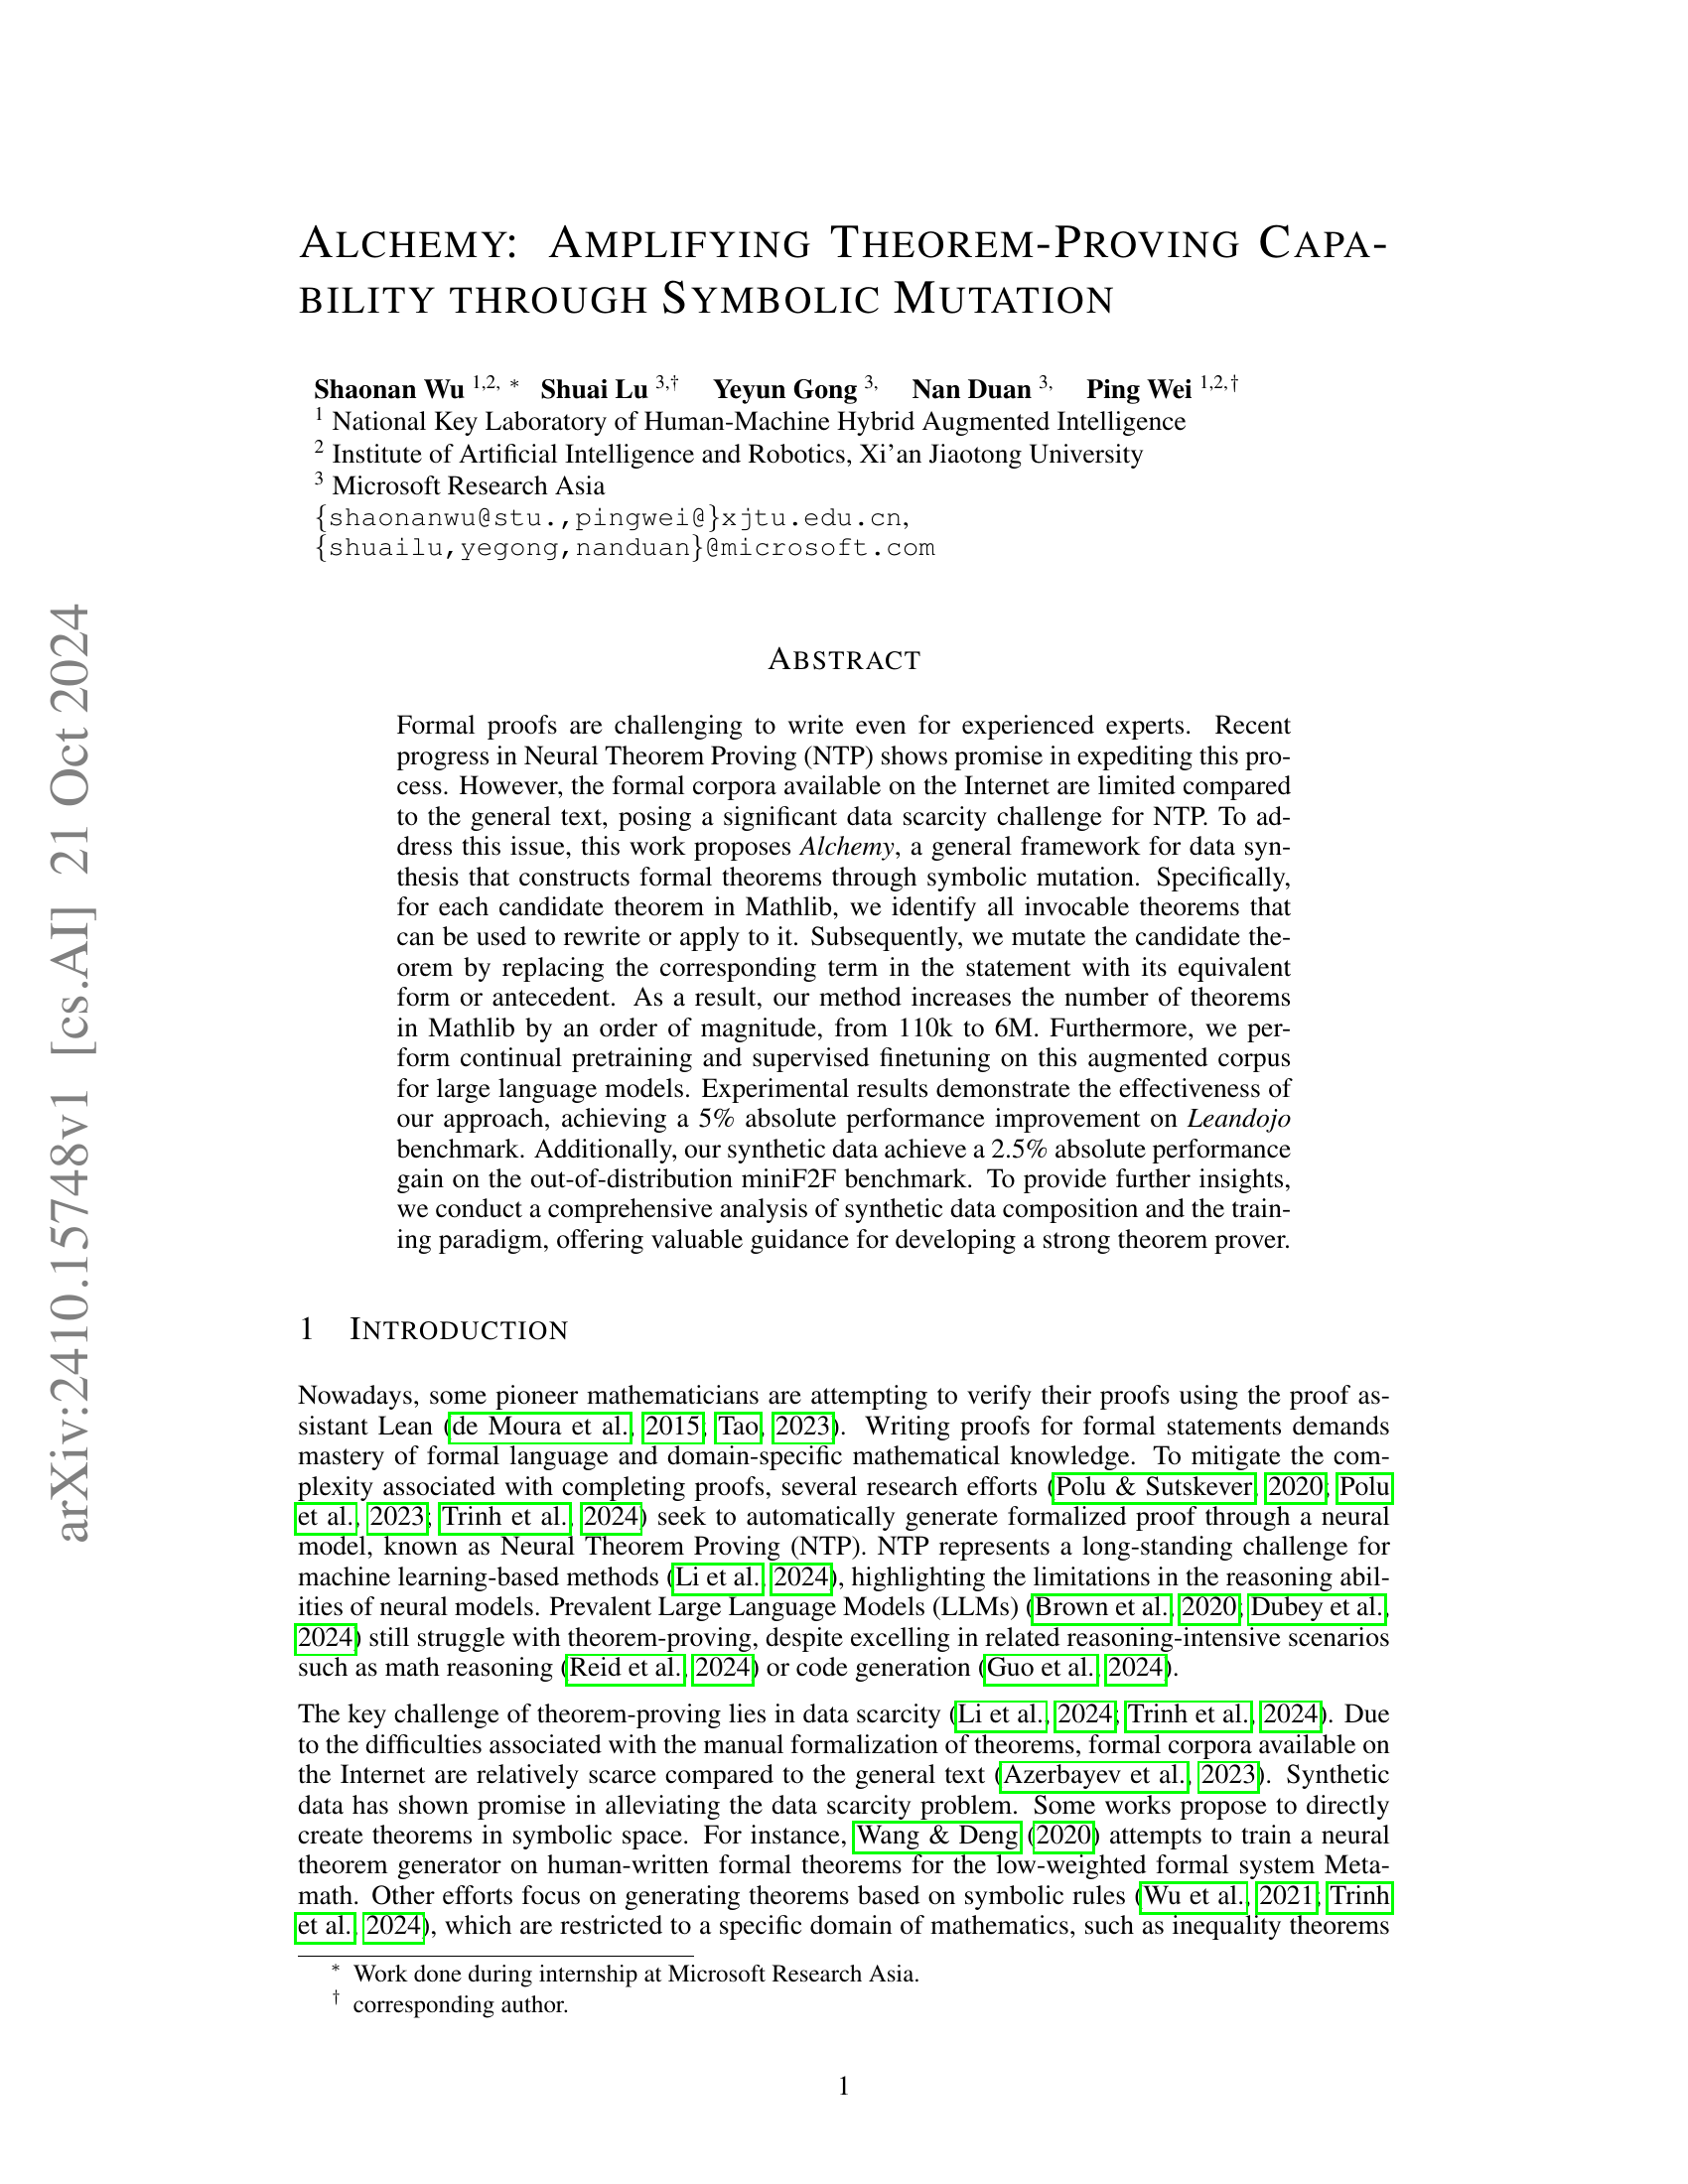 ALCHEMY: AMPLIFYING THEOREM-PROVING CAPA-
BILITY THROUGH SYMBOLIC MUTATION
Shaonan Wu 1,2, * Shuai Lu 3,† Yeyun Gong 3, Nan Duan 3, Ping Wei 1,2,†
1 National Key Laboratory of Human-Machine Hybrid Augmented Intelligence
2 Institute of Artificial Intelligence and Robotics, Xi'an Jiaotong University
3 Microsoft Research Asia
{shaonanwu@stu.,pingwei@}xjtu.edu.cn,
{shuailu,yegong,nanduan}@microsoft.com
arXiv:2410.15748v1 [cs.AI] 21 Oct 2024
ABSTRACT
Formal proofs are challenging to write even for experienced experts. Recent
progress in Neural Theorem Proving (NTP) shows promise in expediting this pro-
cess. However, the formal corpora available on the Internet are limited compared
to the general text, posing a significant data scarcity challenge for NTP. To ad-
dress this issue, this work proposes Alchemy, a general framework for data syn-
thesis that constructs formal theorems through symbolic mutation. Specifically,
for each candidate theorem in Mathlib, we identify all invocable theorems that
can be used to rewrite or apply to it. Subsequently, we mutate the candidate the-
orem by replacing the corresponding term in the statement with its equivalent
form or antecedent. As a result, our method increases the number of theorems
in Mathlib by an order of magnitude, from 110k to 6M. Furthermore, we per-
form continual pretraining and supervised finetuning on this augmented corpus
for large language models. Experimental results demonstrate the effectiveness of
our approach, achieving a 5% absolute performance improvement on Leandojo
benchmark. Additionally, our synthetic data achieve a 2.5% absolute performance
gain on the out-of-distribution miniF2F benchmark. To provide further insights,
we conduct a comprehensive analysis of synthetic data composition and the train-
ing paradigm, offering valuable guidance for developing a strong theorem prover.
1 INTRODUCTION
Nowadays, some pioneer mathematicians are attempting to verify their proofs using the proof as-
sistant Lean (de Moura et al., 2015; Tao, 2023). Writing proofs for formal statements demands
mastery of formal language and domain-specific mathematical knowledge. To mitigate the com-
plexity associated with completing proofs, several research efforts (Polu & Sutskever, 2020; Polu
et al., 2023; Trinh et al., 2024) seek to automatically generate formalized proof through a neural
model, known as Neural Theorem Proving (NTP). NTP represents a long-standing challenge for
machine learning-based methods (Li et al., 2024), highlighting the limitations in the reasoning abil-
ities of neural models. Prevalent Large Language Models (LLMs) (Brown et al., 2020; Dubey et al.,
2024) still struggle with theorem-proving, despite excelling in related reasoning-intensive scenarios
such as math reasoning (Reid et al., 2024) or code generation (Guo et al., 2024).
The key challenge of theorem-proving lies in data scarcity (Li et al., 2024; Trinh et al., 2024). Due
to the difficulties associated with the manual formalization of theorems, formal corpora available on
the Internet are relatively scarce compared to the general text (Azerbayev et al., 2023). Synthetic
data has shown promise in alleviating the data scarcity problem. Some works propose to directly
create theorems in symbolic space. For instance, Wang & Deng (2020) attempts to train a neural
theorem generator on human-written formal theorems for the low-weighted formal system Meta-
math. Other efforts focus on generating theorems based on symbolic rules (Wu et al., 2021; Trinh
et al., 2024), which are restricted to a specific domain of mathematics, such as inequality theorems
* Work done during internship at Microsoft Research Asia.
† corresponding author.
1